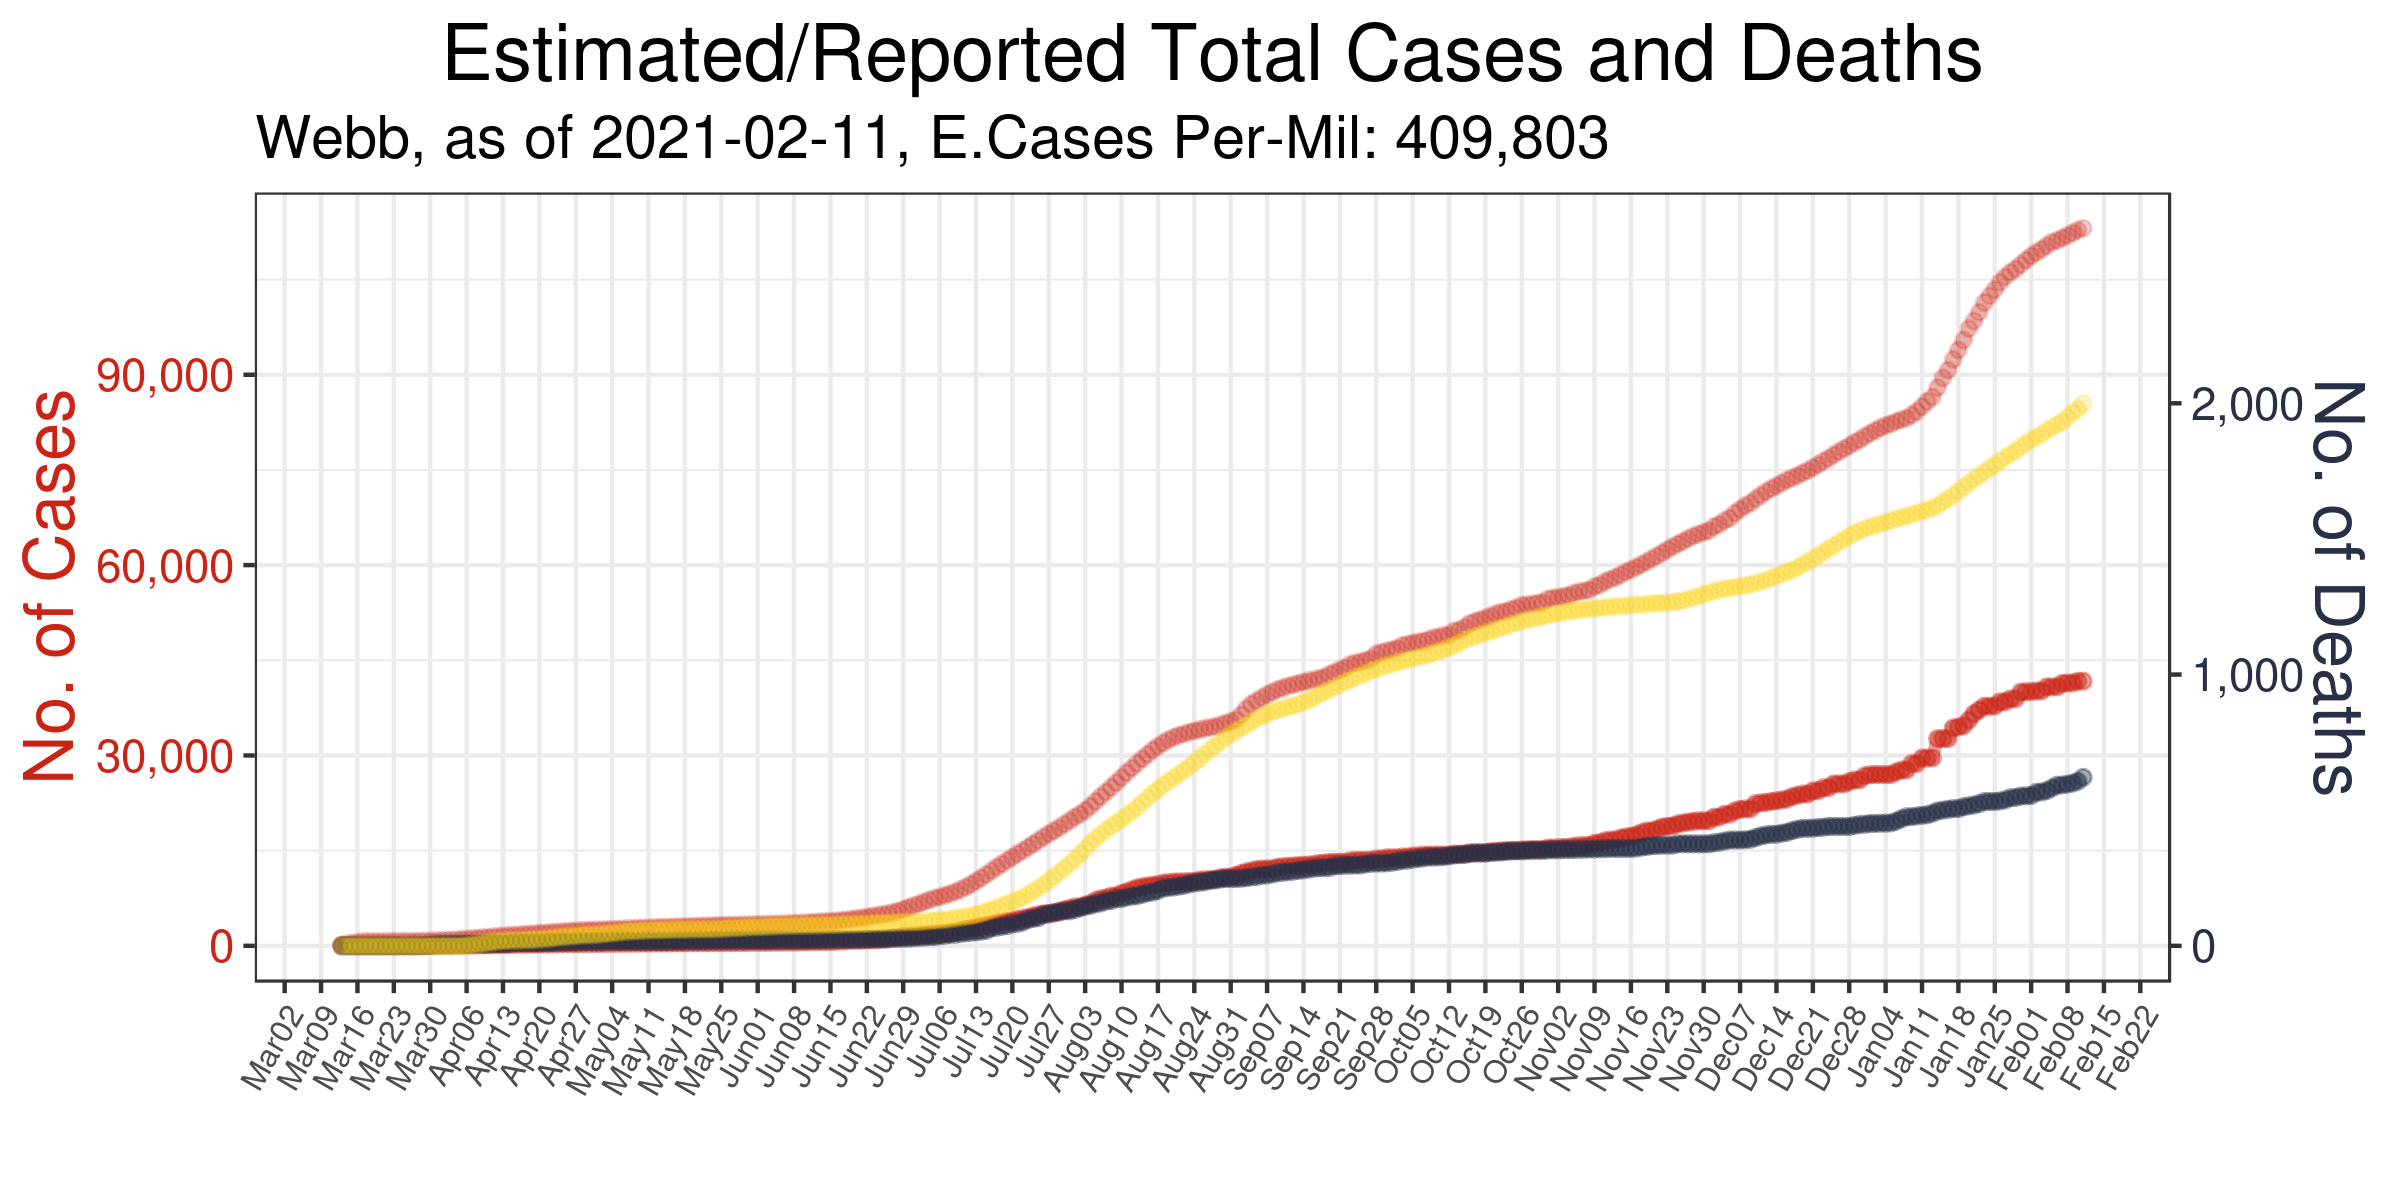 Estimated/Reported Total Cases and Deaths
Webb, as of 2021-02-11, E.Cases Per-Mil: 409,803
No. of Cases
90,000
60,000
30,000
0
2,000
1,000
0
No. of Deaths
Mar02
Mar09
Mar16
Mar23
Mar30
Apr06
Apr13
Apr20
Apr27
May04
May11
May18
May25
Jun01
Jun08
Jun15
Jun22
Jun29
Jul06
Jul13
Jul20
Jul27
Aug03
Aug10
Aug17
Aug24
Aug31
Sep07
Sep14
Sep21
Sep28
Oct05
Oct12
Oct19
Oct26
Nov02
Nov09
Nov16
Nov23
Nov30
Dec07
Dec14
Dec21
Dec28
Jan04
Jan11
Jan18
Jan25
Feb01
Feb08
Feb15
Feb22